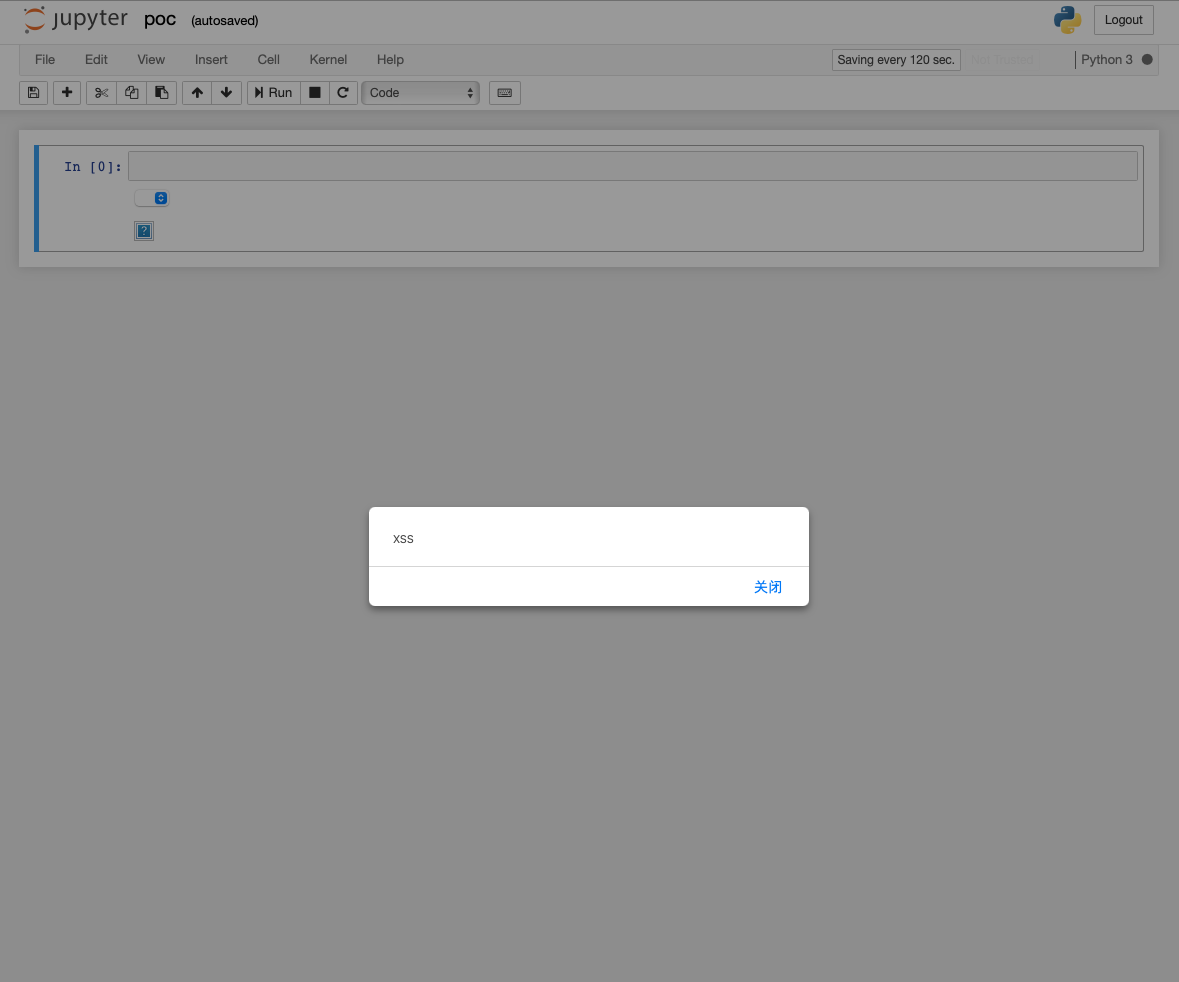 jupyter poc (autosaved)
Logout
File Edit View Insert Cell Kernel Help
Saving every 120 sec.
Not Trusted
Python 3
Run
Code
In [0]:
?
xss
关闭